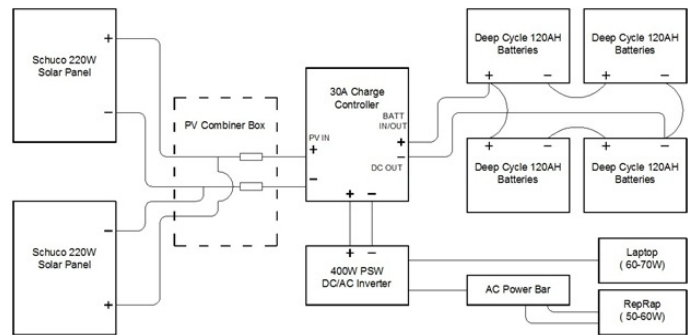 Schuco 220W
Solar Panel
+
−
PV Combiner Box
30A Charge
Controller
PV IN
+
−
BATT
IN/OUT
+
−
DC OUT
+ −
Deep Cycle 120AH
Batteries
+ −
Deep Cycle 120AH
Batteries
+ −
Deep Cycle 120AH
Batteries
+ −
Deep Cycle 120AH
Batteries
+ −
Schuco 220W
Solar Panel
−
+
+ −
400W PSW
DC/AC Inverter
AC Power Bar
Laptop
( 60-70W)
RepRap
( 50-60W)